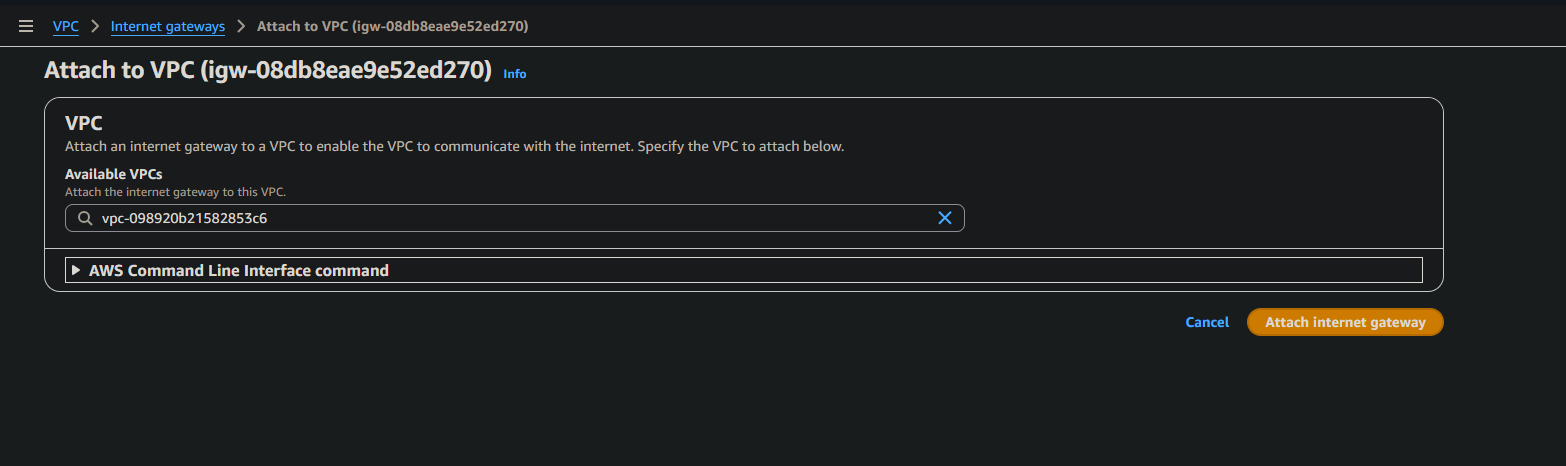 VPC > Internet gateways > Attach to VPC (igw-08db8eae9e52ed270)
Attach to VPC (igw-08db8eae9e52ed270) Info
VPC
Attach an internet gateway to a VPC to enable the VPC to communicate with the internet. Specify the VPC to attach below.
Available VPCs
Attach the internet gateway to this VPC.
vpc-098920b21582853c6
AWS Command Line Interface command
Cancel Attach internet gateway